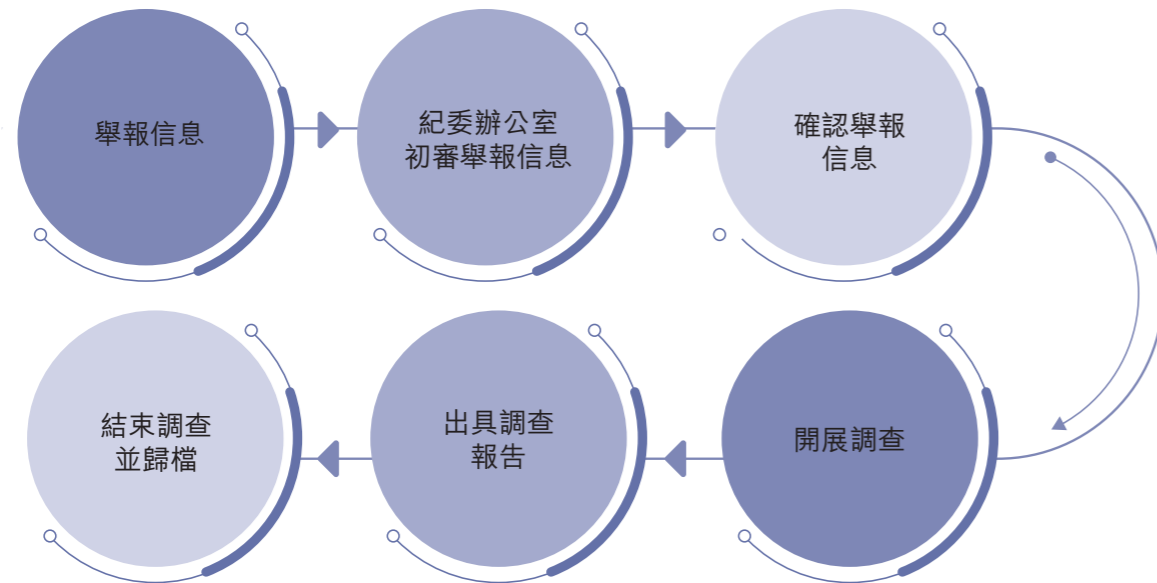 舉報信息
紀委辦公室
初審舉報信息
確認舉報
信息
開展調查
出具調查
報告
結束調查
並歸檔